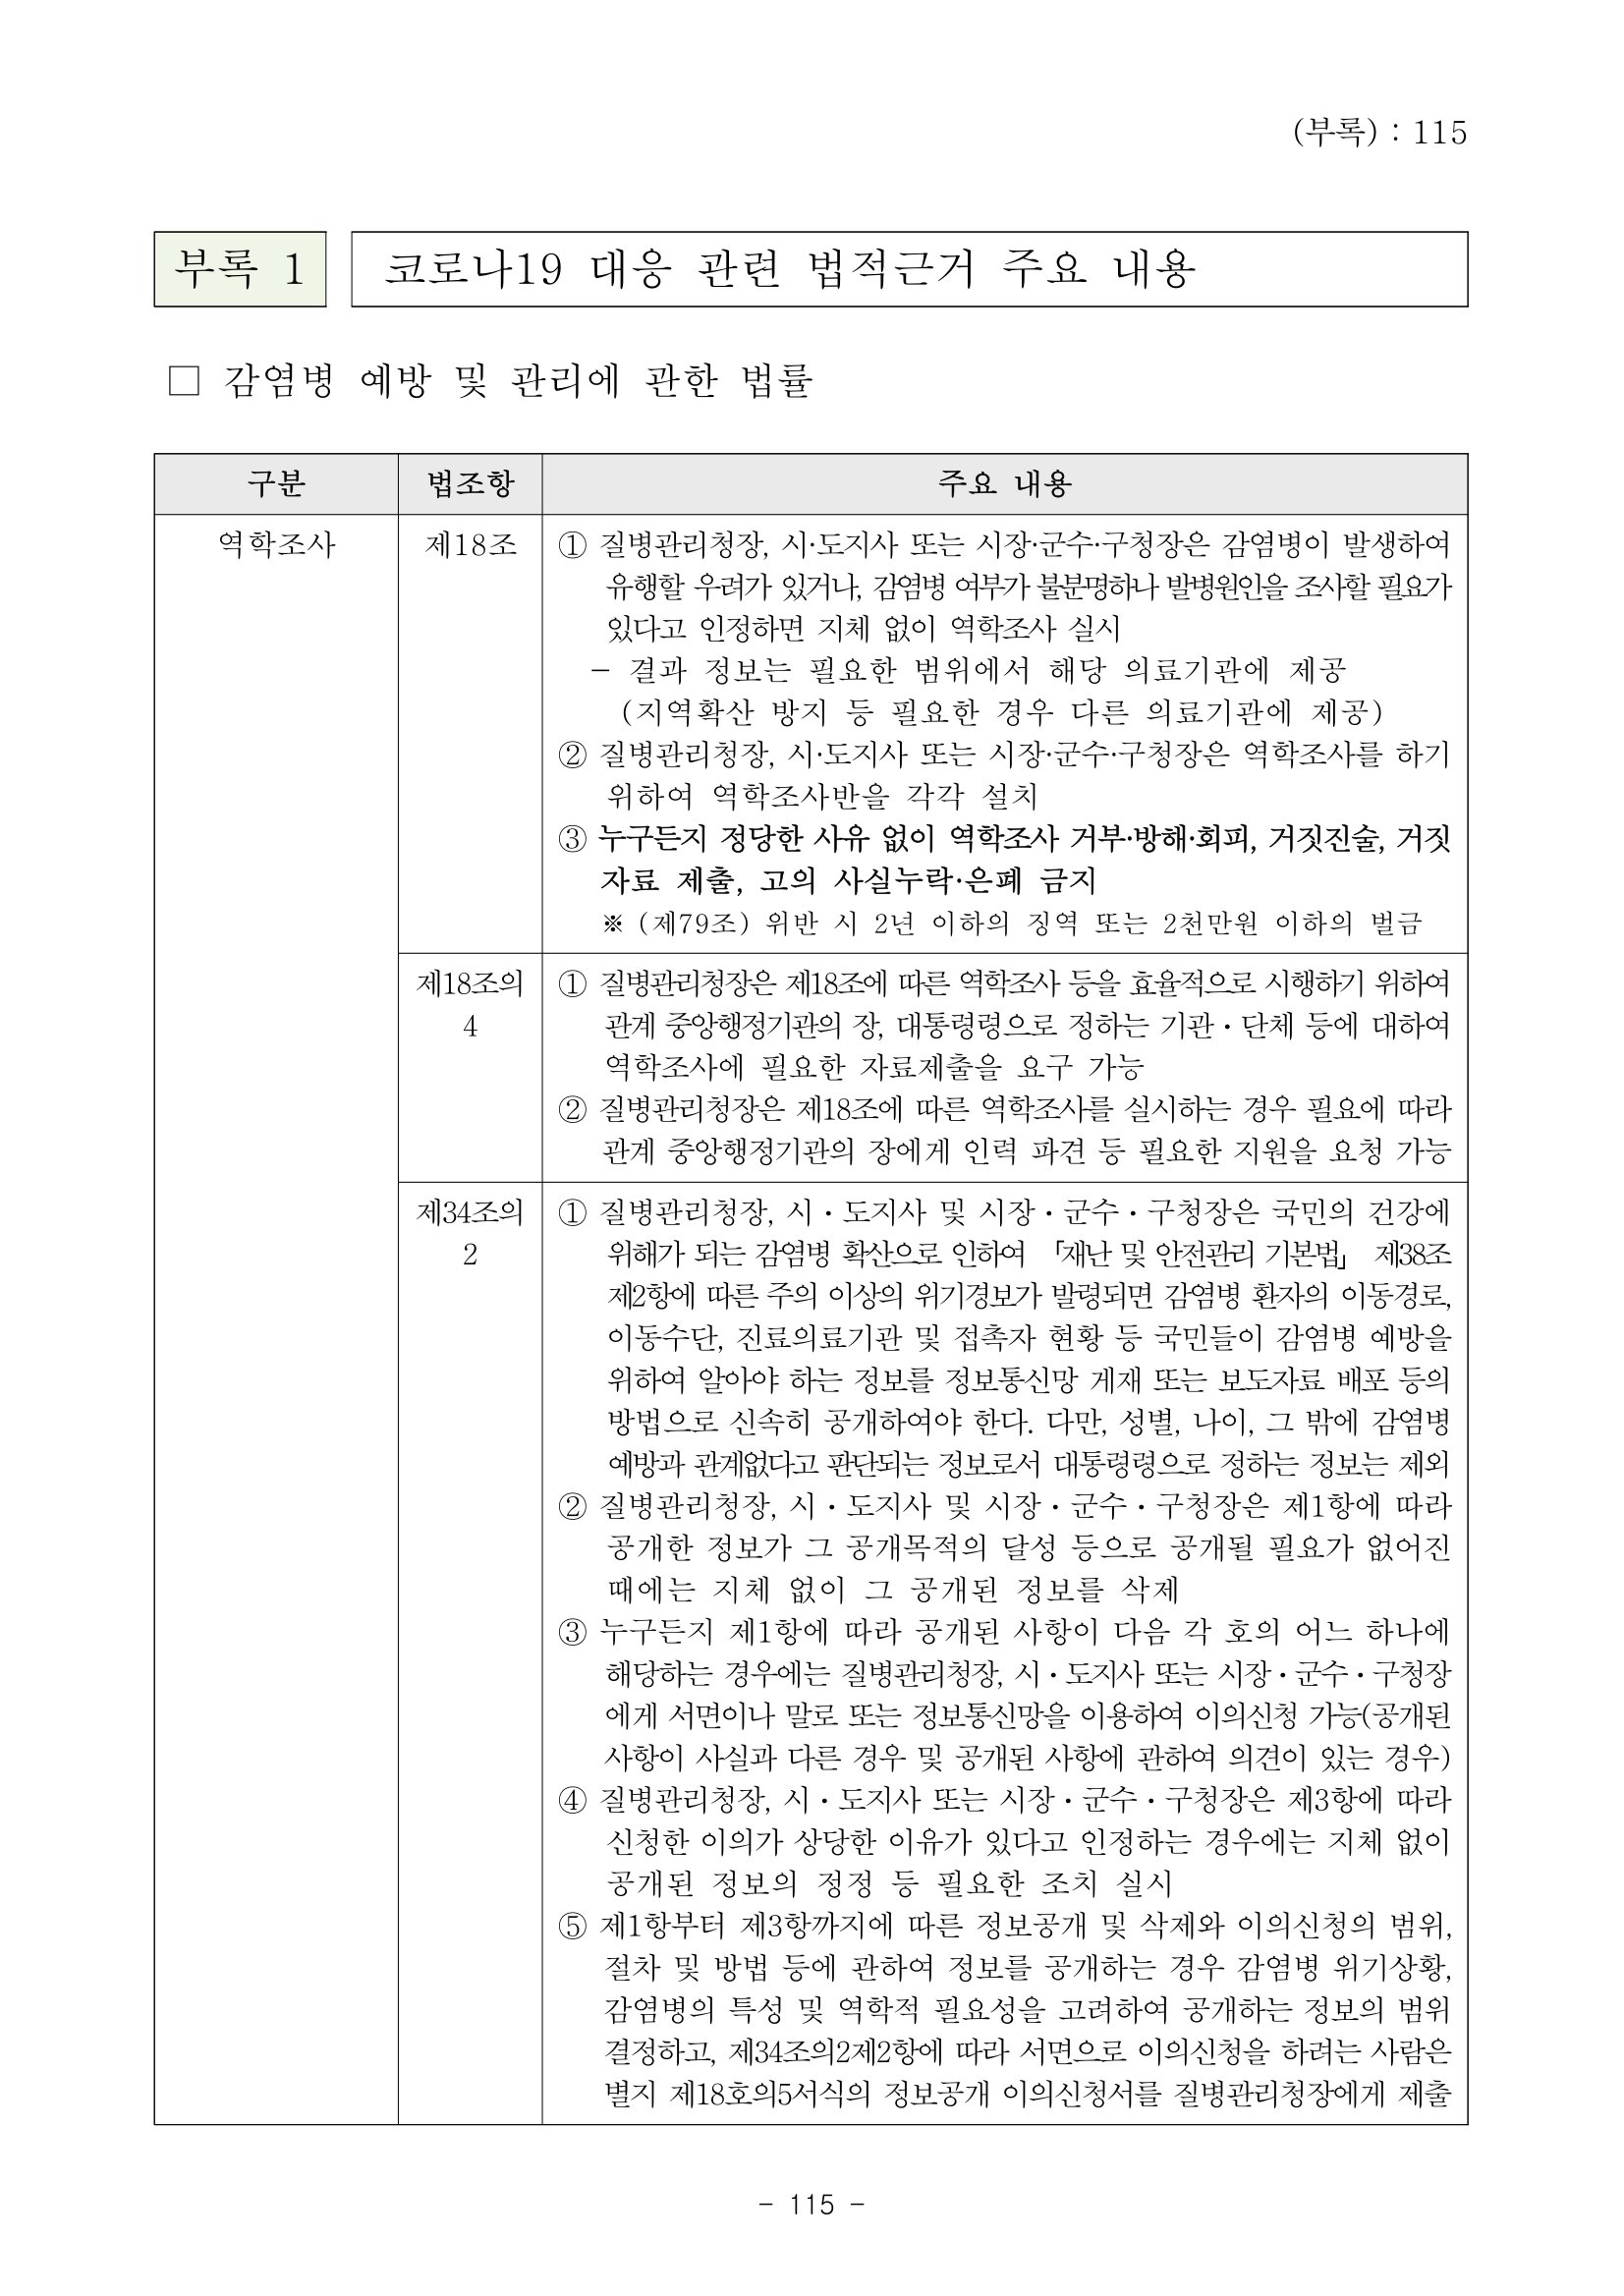 (부록) : 115
부록 1
코로나19 대응 관련 법적근거 주요 내용
□ 감염병 예방 및 관리에 관한 법률
구분 법조항 주요 내용
역학조사 제18조 ① 질병관리청장, 시·도지사 또는 시장·군수·구청장은 감염병이 발생하여
유행할 우려가 있거나, 감염병 여부가 불분명하나 발병원인을 조사할 필요가
있다고 인정하면 지체 없이 역학조사 실시
- 결과 정보는 필요한 범위에서 해당 의료기관에 제공
(지역확산 방지 등 필요한 경우 다른 의료기관에 제공)
② 질병관리청장, 시·도지사 또는 시장·군수·구청장은 역학조사를 하기
위하여 역학조사반을 각각 설치
③ 누구든지 정당한 사유 없이 역학조사 거부·방해·회피, 거짓진술, 거짓
자료 제출, 고의 사실누락·은폐 금지
※ (제79조) 위반 시 2년 이하의 징역 또는 2천만원 이하의 벌금
제18조의
4
① 질병관리청장은 제18조에 따른 역학조사 등을 효율적으로 시행하기 위하여
관계 중앙행정기관의 장, 대통령령으로 정하는 기관·단체 등에 대하여
역학조사에 필요한 자료제출을 요구 가능
② 질병관리청장은 제18조에 따른 역학조사를 실시하는 경우 필요에 따라
관계 중앙행정기관의 장에게 인력 파견 등 필요한 지원을 요청 가능
제34조의
2
① 질병관리청장, 시·도지사 및 시장·군수·구청장은 국민의 건강에
위해가 되는 감염병 확산으로 인하여 「재난 및 안전관리 기본법」 제38조
제2항에 따른 주의 이상의 위기경보가 발령되면 감염병 환자의 이동경로,
이동수단, 진료의료기관 및 접촉자 현황 등 국민들이 감염병 예방을
위하여 알아야 하는 정보를 정보통신망 게재 또는 보도자료 배포 등의
방법으로 신속히 공개하여야 한다. 다만, 성별, 나이, 그 밖에 감염병
예방과 관계없다고 판단되는 정보로서 대통령령으로 정하는 정보는 제외
② 질병관리청장, 시·도지사 및 시장·군수·구청장은 제1항에 따라
공개한 정보가 그 공개목적의 달성 등으로 공개될 필요가 없어진
때에는 지체 없이 그 공개된 정보를 삭제
③ 누구든지 제1항에 따라 공개된 사항이 다음 각 호의 어느 하나에
해당하는 경우에는 질병관리청장, 시·도지사 또는 시장·군수·구청장
에게 서면이나 말로 또는 정보통신망을 이용하여 이의신청 가능(공개된
사항이 사실과 다른 경우 및 공개된 사항에 관하여 의견이 있는 경우)
④ 질병관리청장, 시·도지사 또는 시장·군수·구청장은 제3항에 따라
신청한 이의가 상당한 이유가 있다고 인정하는 경우에는 지체 없이
공개된 정보의 정정 등 필요한 조치 실시
⑤ 제1항부터 제3항까지에 따른 정보공개 및 삭제와 이의신청의 범위,
절차 및 방법 등에 관하여 정보를 공개하는 경우 감염병 위기상황,
감염병의 특성 및 역학적 필요성을 고려하여 공개하는 정보의 범위
결정하고, 제34조의2제2항에 따라 서면으로 이의신청을 하려는 사람은
별지 제18호의5서식의 정보공개 이의신청서를 질병관리청장에게 제출
- 115 -